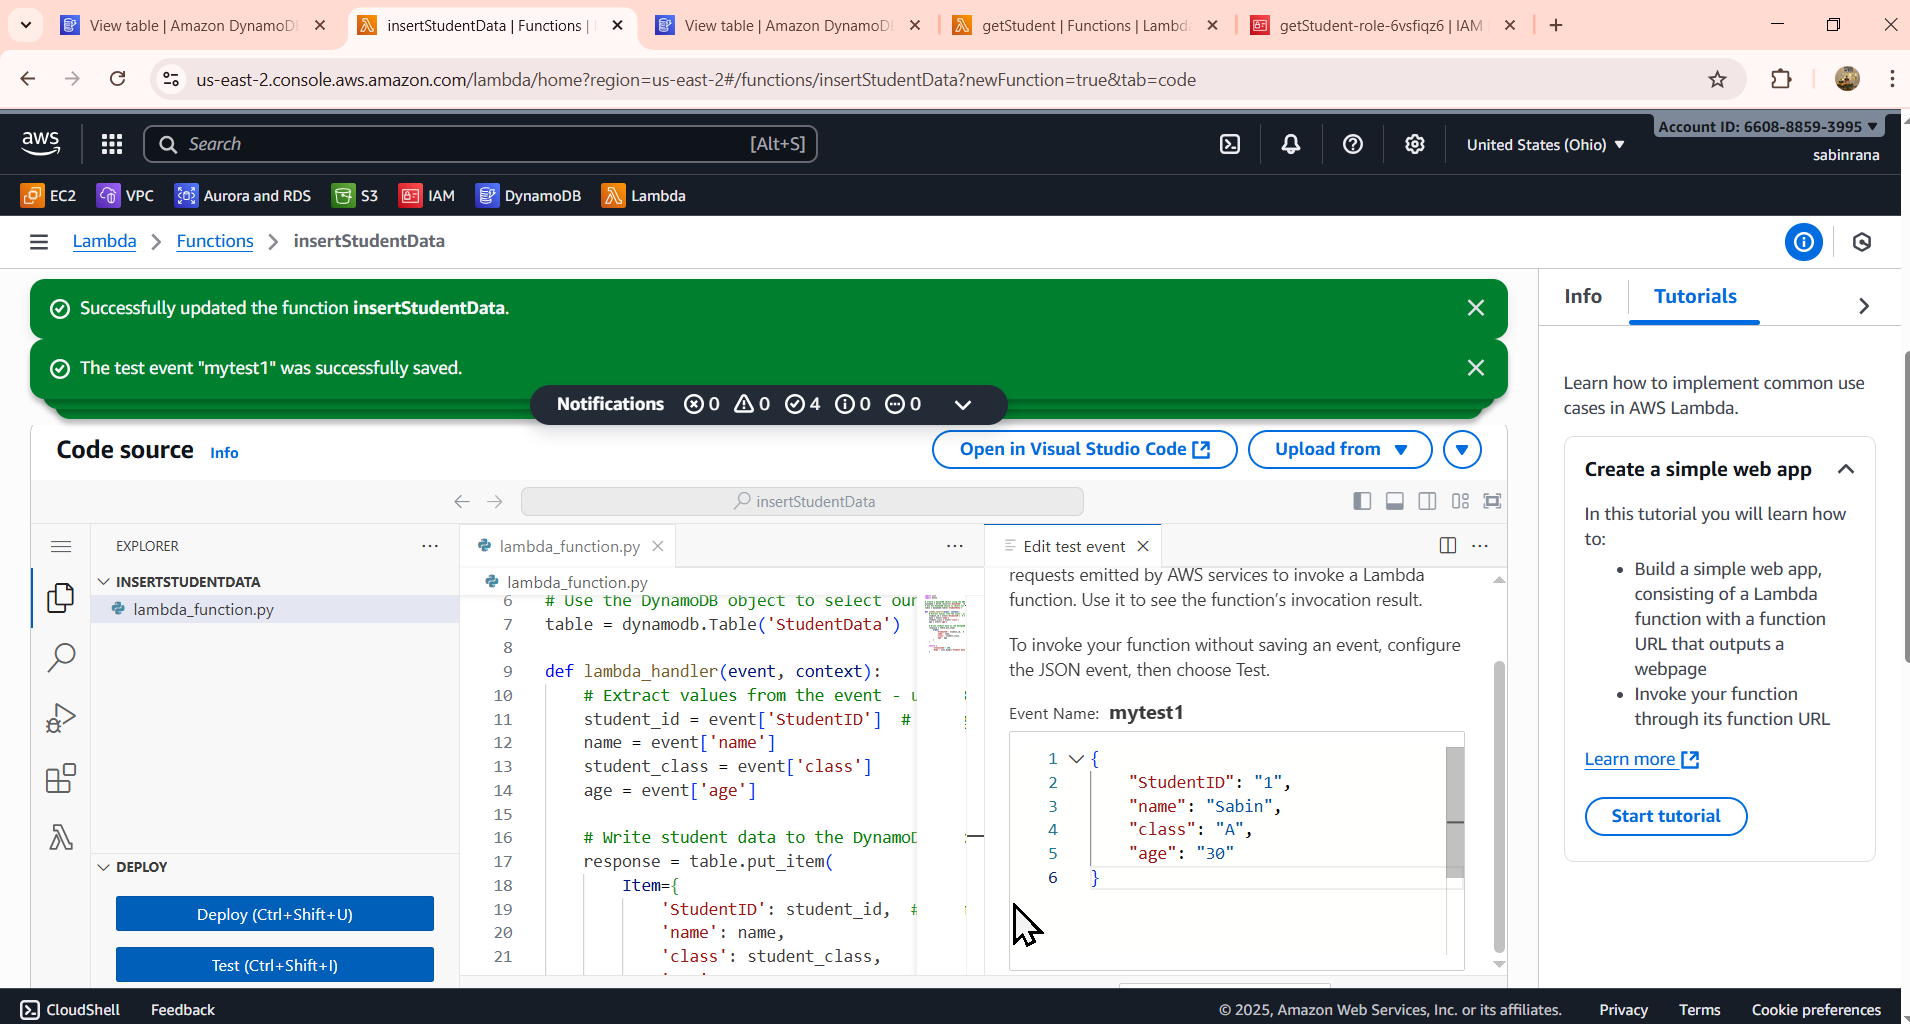 View table | Amazon DynamoDB
insertStudentData | Functions |
View table | Amazon DynamoDB
getStudent | Functions | Lambda
getStudent-role-6vsfiqz6 | IAM
us-east-2.console.aws.amazon.com/lambda/home?region=us-east-2#/functions/insertStudentData?newFunction=true&tab=code
aws
Search
[Alt+S]
United States (Ohio) ▼
Account ID: 6608-8859-3995 ▼
sabinrana
EC2
VPC
Aurora and RDS
S3
IAM
DynamoDB
Lambda
Lambda > Functions > insertStudentData
Successfully updated the function insertStudentData.
The test event "mytest1" was successfully saved.
Notifications 0 0 4 0 0
Code source Info
Open in Visual Studio Code
Upload from ▼
insertStudentData
EXPLORER
INSERTSTUDENTDATA
lambda_function.py
DEPLOY
Deploy (Ctrl+Shift+U)
Test (Ctrl+Shift+I)
lambda_function.py
lambda_function.py
6 # Use the DynamoDB object to select our
7 table = dynamodb.Table('StudentData')
8
9 def lambda_handler(event, context):
10 # Extract values from the event - u
11 student_id = event['StudentID'] #
12 name = event['name']
13 student_class = event['class']
14 age = event['age']
15
16 # Write student data to the DynamoD
17 response = table.put_item(
18 Item={
19 'StudentID': student_id, #
20 'name': name,
21 'class': student_class,
Edit test event
requests emitted by AWS services to invoke a Lambda
function. Use it to see the function's invocation result.
To invoke your function without saving an event, configure
the JSON event, then choose Test.
Event Name: mytest1
1 {
2 "StudentID": "1",
3 "name": "Sabin",
4 "class": "A",
5 "age": "30"
6 }
Info
Tutorials
Learn how to implement common use
cases in AWS Lambda.
Create a simple web app
In this tutorial you will learn how
to:
• Build a simple web app,
consisting of a Lambda
function with a function
URL that outputs a
webpage
• Invoke your function
through its function URL
Learn more
Start tutorial
CloudShell
Feedback
© 2025, Amazon Web Services, Inc. or its affiliates.
Privacy
Terms
Cookie preferences